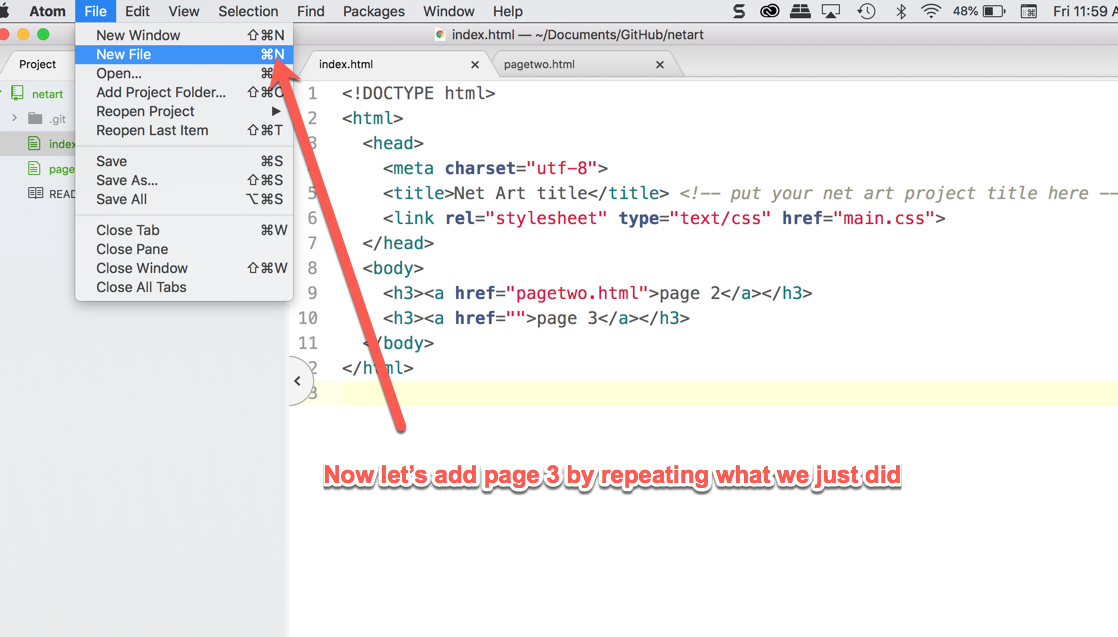 Atom File Edit View Selection Find Packages Window Help 48% Fri 11:59 A
index.html — ~/Documents/GitHub/netart
New Window ⇧⌘N
New File ⌘N
Open... ⌘
Add Project Folder... ⇧⌘O
Reopen Project ▶
Reopen Last Item ⇧⌘T
Save ⌘S
Save As... ⇧⌘S
Save All ⌥⌘S
Close Tab ⌘W
Close Pane
Close Window ⇧⌘W
Close All Tabs
Project
netart
.git
index
page
READ
index.html × pagetwo.html ×
1 <!DOCTYPE html>
2 <html>
3 <head>
4 <meta charset="utf-8">
5 <title>Net Art title</title> <!-- put your net art project title here --
6 <link rel="stylesheet" type="text/css" href="main.css">
7 </head>
8 <body>
9 <h3><a href="pagetwo.html">page 2</a></h3>
10 <h3><a href="">page 3</a></h3>
11 </body>
2 </html>
3
Now let's add page 3 by repeating what we just did